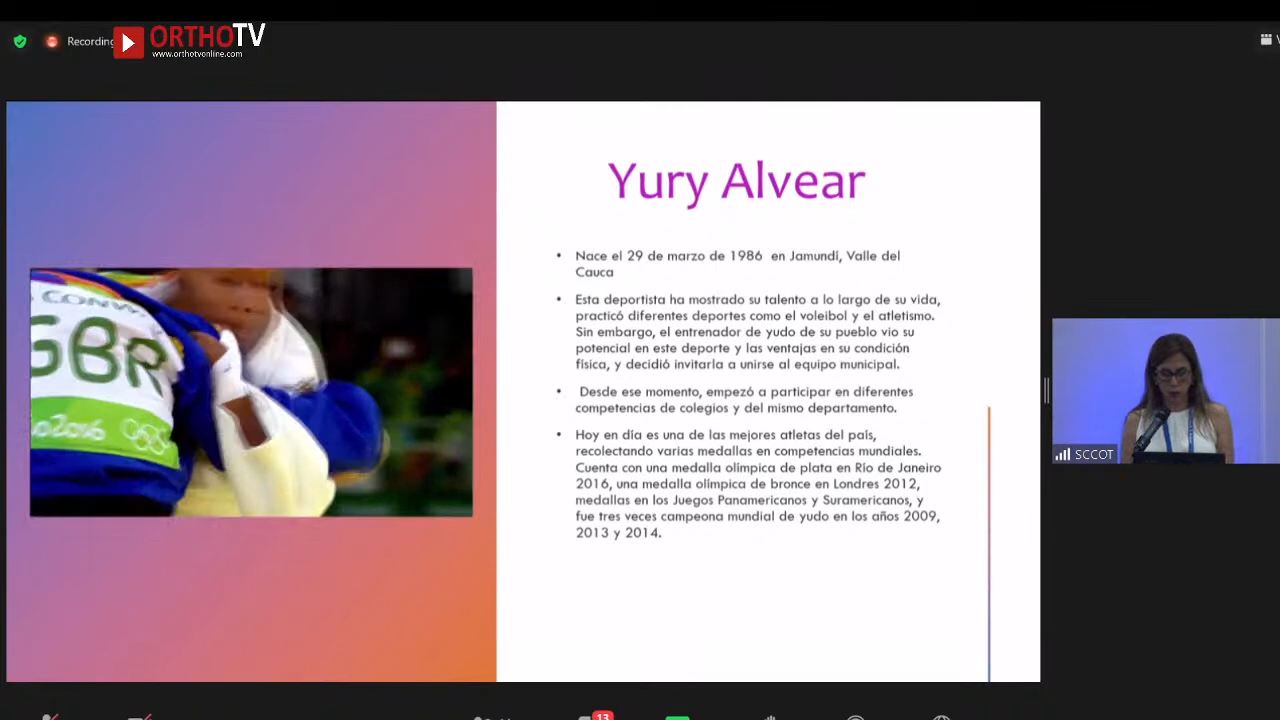 Recording
ORTHOTV
www.orthotvonline.com
Yury Alvear
• Nace el 29 de marzo de 1986 en Jamundí, Valle del
Cauca
• Esta deportista ha mostrado su talento a lo largo de su vida,
practicó diferentes deportes como el voleibol y el atletismo.
Sin embargo, el entrenador de yudo de su pueblo vio su
potencial en este deporte y las ventajas en su condición
física, y decidió invitarla a unirse al equipo municipal.
• Desde ese momento, empezó a participar en diferentes
competencias de colegios y del mismo departamento.
• Hoy en día es una de las mejores atletas del país,
recolectando varias medallas en competencias mundiales.
Cuenta con una medalla olímpica de plata en Río de Janeiro
2016, una medalla olímpica de bronce en Londres 2012,
medallas en los Juegos Panamericanos y Suramericanos, y
fue tres veces campeona mundial de yudo en los años 2009,
2013 y 2014.
GBR
SCCOT
13